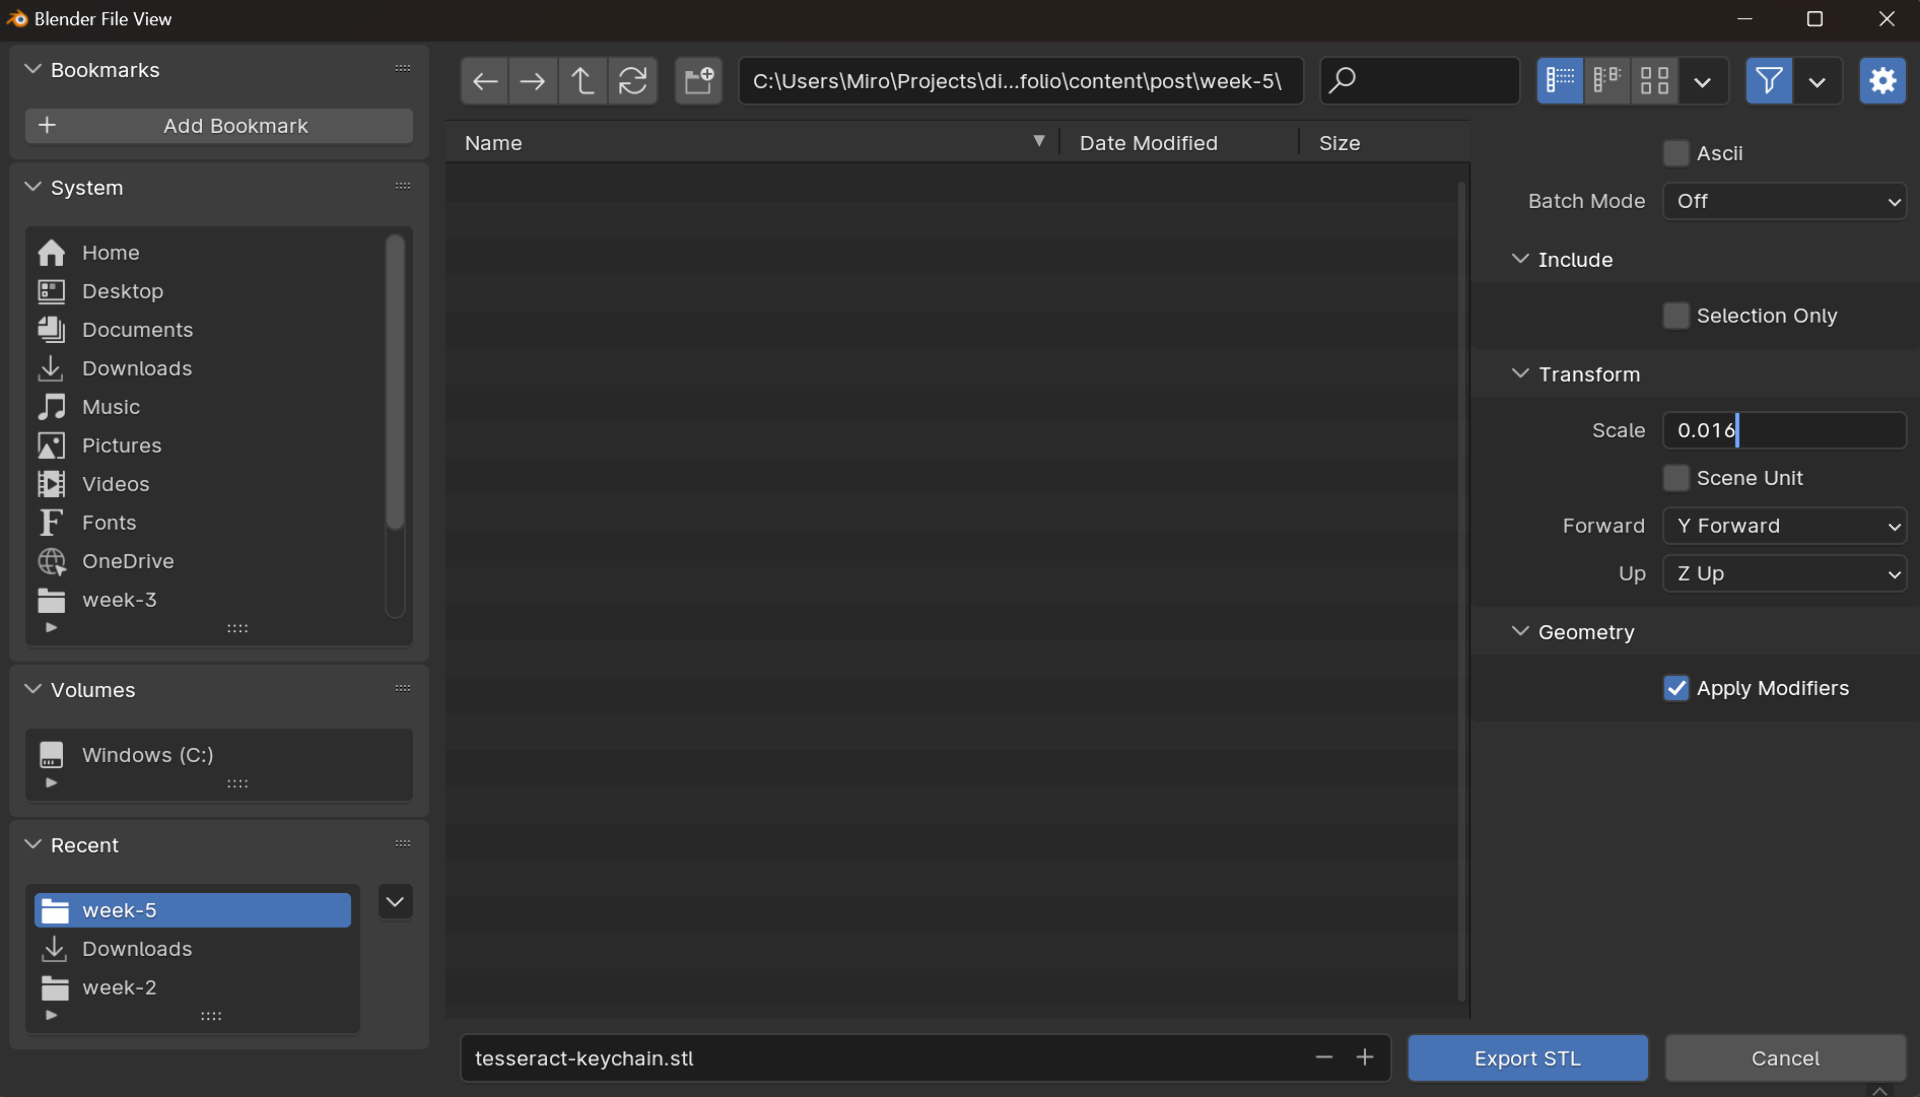 Blender File View
Bookmarks
Add Bookmark
System
Home
Desktop
Documents
Downloads
Music
Pictures
Videos
Fonts
OneDrive
week-3
Volumes
Windows (C:)
Recent
week-5
Downloads
week-2
C:\Users\Miro\Projects\di...folio\content\post\week-5\
Name
Date Modified
Size
tesseract-keychain.stl
Ascii
Batch Mode
Off
Include
Selection Only
Transform
Scale
0.016
Scene Unit
Forward
Y Forward
Up
Z Up
Geometry
Apply Modifiers
Export STL
Cancel